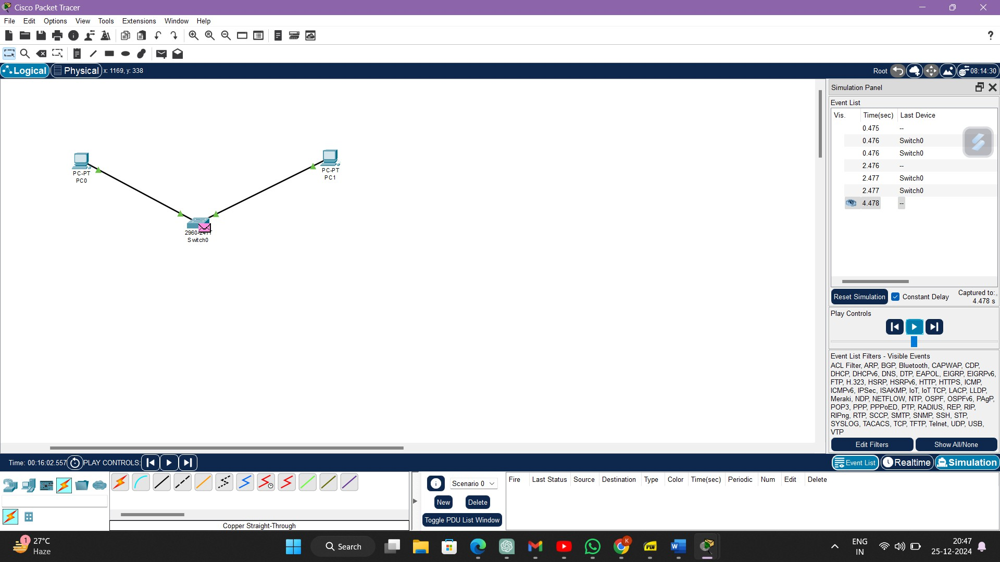 Cisco Packet Tracer
File Edit Options View Tools Extensions Window Help
?
Logical Physical x: 1169, y: 338 Root 08:14:30
Simulation Panel
Event List
Vis. Time(sec) Last Device
0.475 --
0.476 Switch0
0.476 Switch0
2.476 --
2.477 Switch0
2.477 Switch0
4.478 --
PC-PT
PC0
PC-PT
PC1
Switch0
Reset Simulation Constant Delay Captured to:
4.478 s
Play Controls
Event List Filters - Visible Events
ACL Filter, ARP, BGP, Bluetooth, CAPWAP, CDP,
DHCP, DHCPv6, DNS, DTP, EAPOL, EIGRP, EIGRPv6,
FTP, H.323, HSRP, HSRPv6, HTTP, HTTPS, ICMP,
ICMPv6, IPSec, ISAKMP, IoT, IoT TCP, LACP, LLDP,
Meraki, NDP, NETFLOW, NTP, OSPF, OSPFv6, PAgP,
POP3, PPP, PPPoED, PTP, RADIUS, REP, RIP,
RIPng, RTP, SCCP, SMTP, SNMP, SSH, STP,
SYSLOG, TACACS, TCP, TFTP, Telnet, UDP, USB,
VTP
Edit Filters Show All/None
Time: 00:16:02.557 PLAY CONTROLS: Event List Realtime Simulation
Scenario 0
New Delete
Toggle PDU List Window
Fire Last Status Source Destination Type Color Time(sec) Periodic Num Edit Delete
Copper Straight-Through
1 27°C
Haze
Search
K
PDF
W
ENG
IN
20:47
25-12-2024